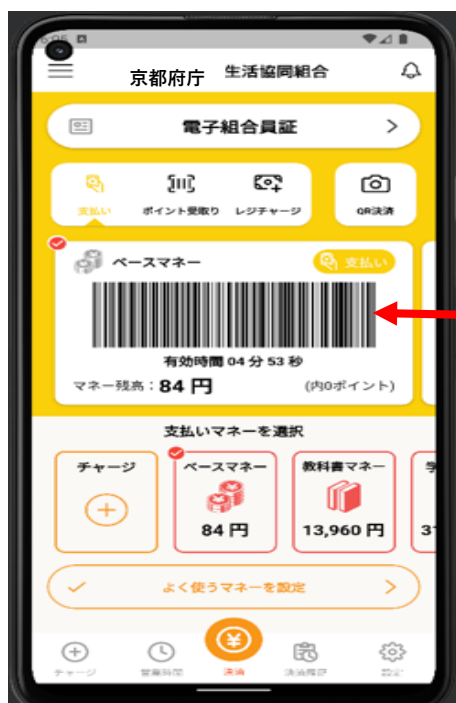 京都府庁 生活協同組合
電子組合員証
支払い ポイント受取り レジチャージ QR決済
ベースマネー 支払い
有効時間 04 分 53 秒
マネー残高：84 円 (内0ポイント)
支払いマネーを選択
チャージ ベースマネー 教科書マネー
84 円 13,960 円
よく使うマネーを設定
チャージ 営業時間 決済 決済履歴 設定